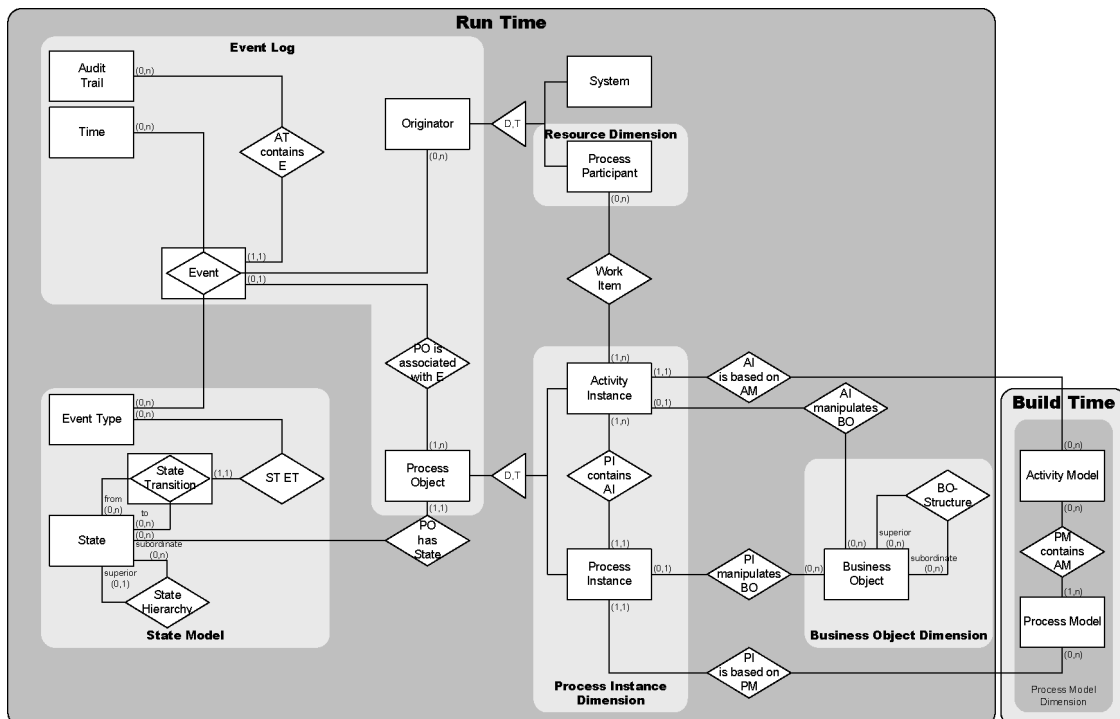 Run Time
Event Log
Audit
Trail
(0,n)
Time
(0,n)
AT
contains
E
Originator
(0,n)
D,T
System
Resource Dimension
Process
Participant
(0,n)
Event
(1,1)
(0,1)
Work
Item
PO is
associated
with E
(1,n)
Activity
Instance
(1,n)
(1,1)
(0,1)
(1,n)
AI
is based on
AM
AI
manipulates
BO
Build Time
Event Type
(0,n)
(0,n)
State
Transition
(1,1)
ST ET
Process
Object
(1,1)
D,T
PI
contains
AI
(0,n)
Activity Model
(0,n)
from
(0,n)
to
(0,n)
State
(0,n)
subordinate
(0,n)
superior
(0,1)
State
Hierarchy
State Model
PO
has
State
(1,1)
Process
Instance
(0,1)
(1,1)
PI
manipulates
BO
(0,n)
BO-
Structure
superior
(0,n)
(0,n)
subordinate
(0,n)
Business
Object
Business Object Dimension
PM
contains
AM
(1,n)
Process Model
(0,n)
PI
is based on
PM
Process Instance
Dimension
Process Model
Dimension